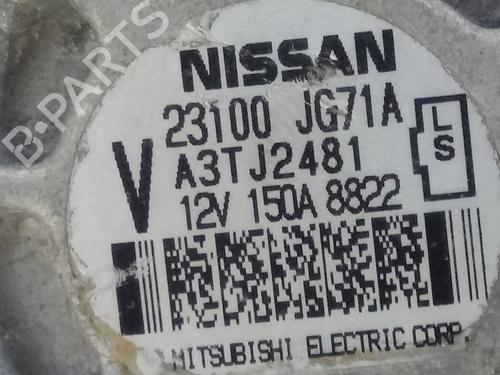 B-PARTS
NISSAN
23100 JG71A
V
A3TJ2481
12V 150A 8822
L
S
MITSUBISHI ELECTRIC CORP.